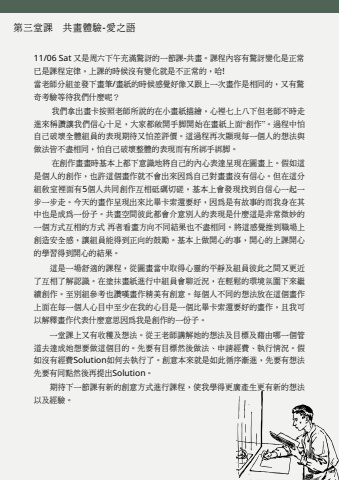 第三堂課　共畫體驗-愛之語
11/06 Sat 又是周六下午充滿驚訝的一節課-共畫。課程內容有驚訝變化是正常
已是課程定律，上課的時候沒有變化就是不正常的，哈!
當老師分組並發下畫筆/畫紙的時候感覺好像又跟上一次畫作是相同的，又有驚
奇考驗等待我們什麼呢？
我們拿出畫卡按照老師所說的在小畫紙描繪，心裡七上八下但老師不時走
進來稱讚讓我們信心十足，大家都敞開手腳開始在畫紙上面"創作"。過程中怕
自己破壞全體組員的表現期待又怕差評價。這過程再次顯現每一個人的想法與
做法皆不盡相同，怕自己破壞整體的表現而有所綁手綁腳。
在創作畫畫時基本上都下意識地將自己的內心表達呈現在圖畫上。假如這
是個人的創作，也許這個畫作就不會出來因為自己對畫畫沒有信心。但在這分
組教室裡面有5個人共同創作互相砥礪切磋，基本上會發現找到自信心一起一
步一步走。今天的畫作呈現出來比畢卡索還要好，因為是有故事的而我身在其
中也是成為一份子。共畫空間彼此都會介意別人的表現是什麼這是非常微妙的
一個方式互相的方式 再者看畫方向不同結果也不盡相同。將這感覺推到職場上
創造安全感，讓組員能得到正向的鼓勵。基本上做開心的事，開心的上課開心
的學習得到開心的結果。
這是一場舒適的課程，從圖畫當中取得心靈的平靜及組員彼此之間又更近
了互相了解認識。在塗抹畫紙進行中組員會聊近況，在輕鬆的環境氛圍下來繼
續創作。至別組參考也讚嘆畫作精美有創意。每個人不同的想法放在這個畫作
上面在每一個人心目中至少在我的心目是一個比畢卡索還要好的畫作。且我可
以解釋畫作代表什麼意思因為我是創作的一份子。
一堂課上又有收穫及想法。從王老師講解她的想法及目標及藉由哪一個管
道去達成她想要做這個目的。先要有目標然後做法、申請經費、執行情況。假
如沒有經費Solution如何去執行了。創意本來就是如此循序漸進，先要有想法
先要有同點然後再提出Solution。
期待下一節課有新的創意方式進行課程，使我學得更廣產生更有新的想法
以及經驗。